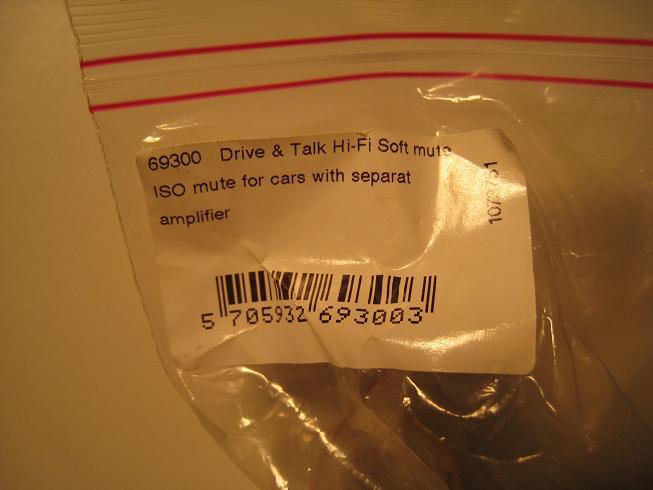 69300 Drive & Talk Hi-Fi Soft mute
ISO mute for cars with separat
amplifier
5 705932 693003